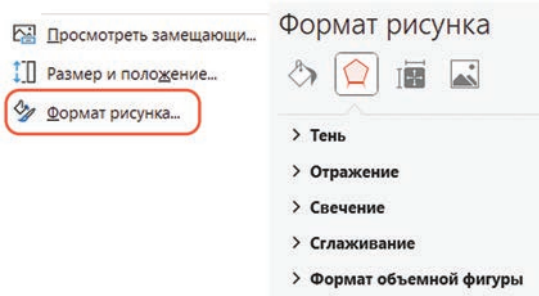 Просмотреть замещающи...
Размер и положение...
Формат рисунка...
Формат рисунка
Тень
Отражение
Свечение
Сглаживание
Формат объемной фигуры